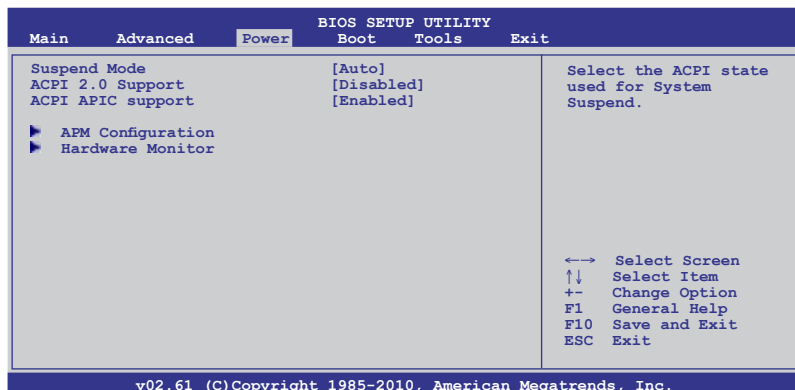 BIOS SETUP UTILITY
Main Advanced Power Boot Tools Exit
Suspend Mode [Auto]
ACPI 2.0 Support [Disabled]
ACPI APIC support [Enabled]
APM Configuration
Hardware Monitor
Select the ACPI state
used for System
Suspend.
←→ Select Screen
↑↓ Select Item
+- Change Option
F1 General Help
F10 Save and Exit
ESC Exit
v02.61 (C)Copyright 1985-2010, American Megatrends, Inc.